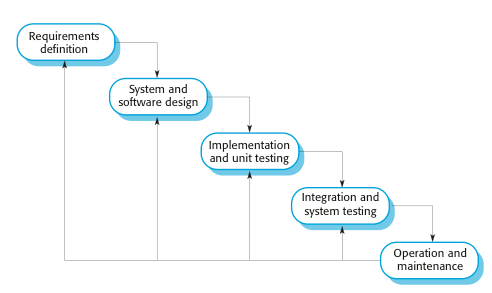 Requirements
definition
System and
software design
Implementation
and unit testing
Integration and
system testing
Operation and
maintenance